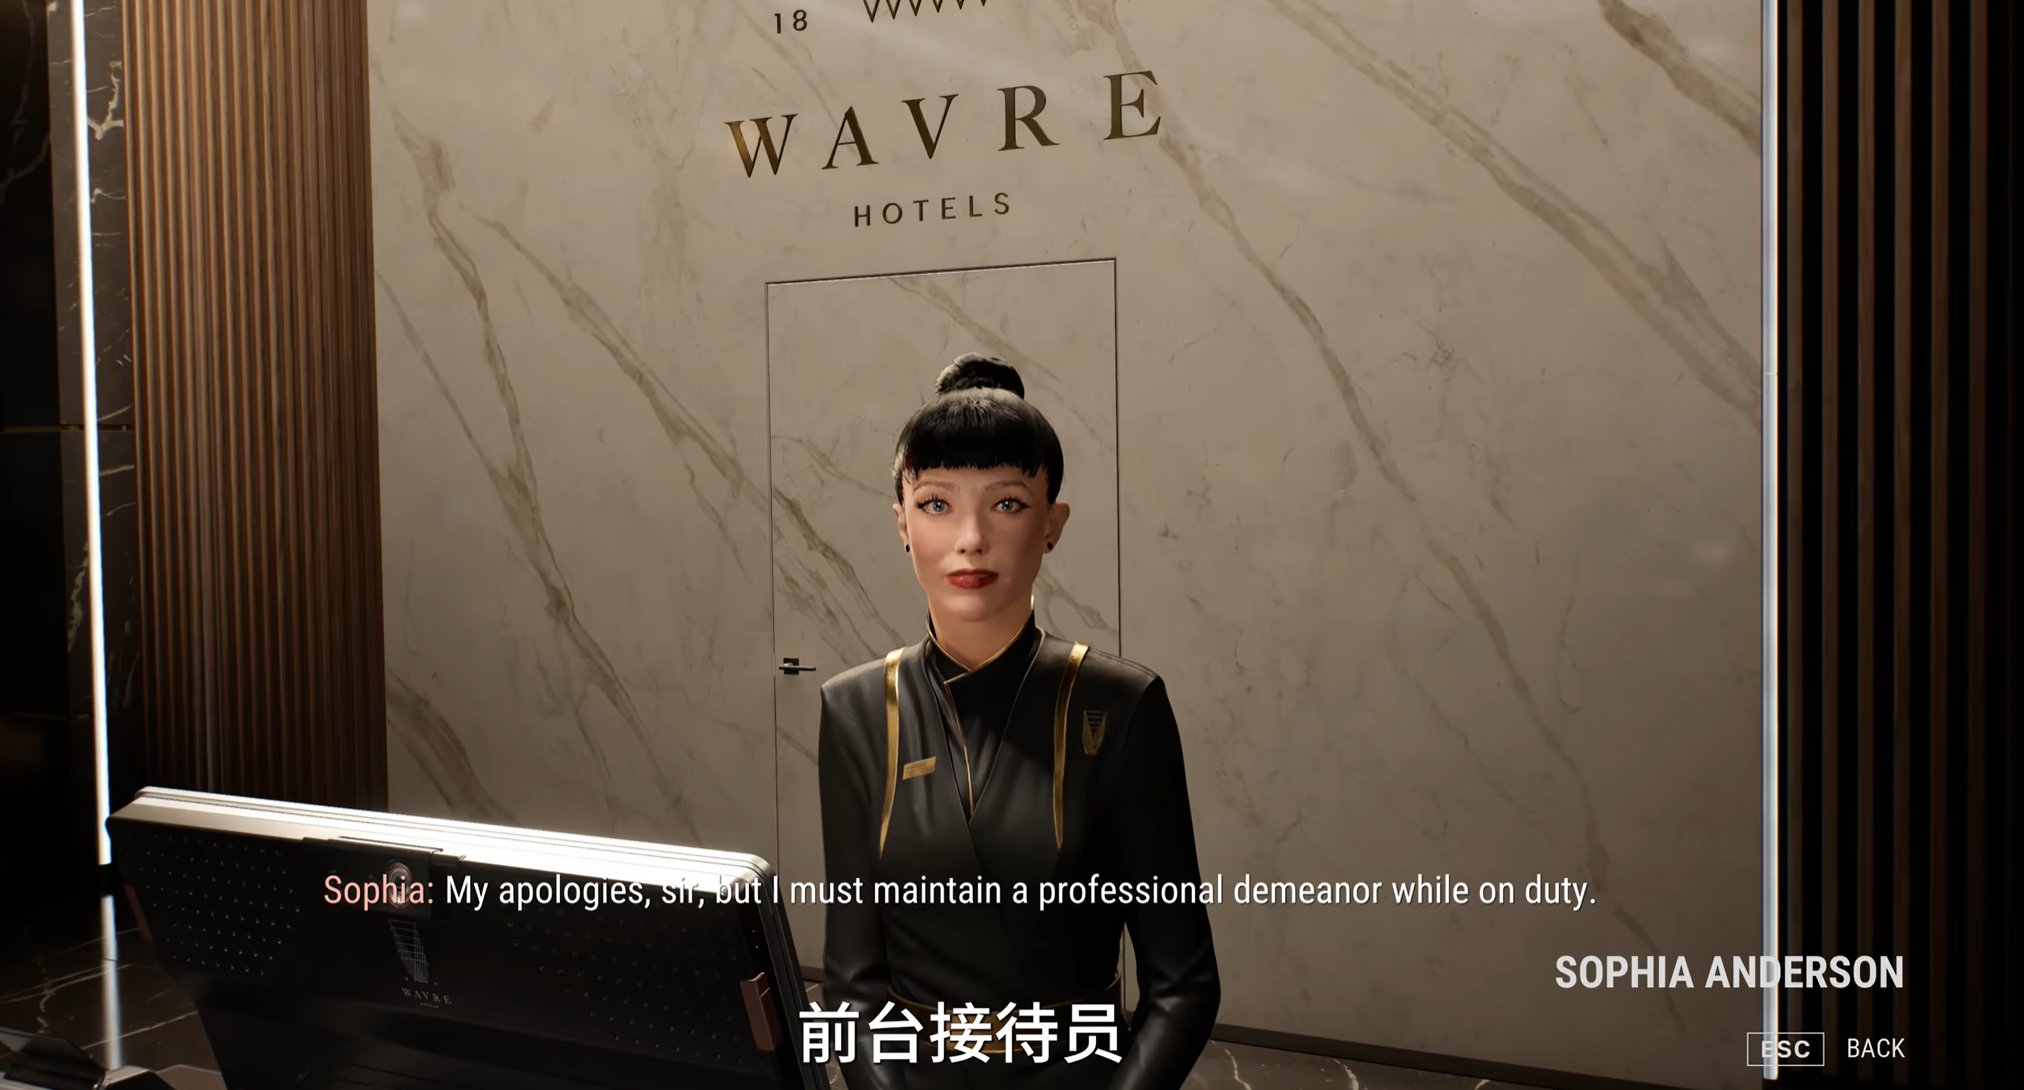 18
WAVRE
HOTELS
Sophia: My apologies, sir, but I must maintain a professional demeanor while on duty.
SOPHIA ANDERSON
WAVRE
前台接待员
ESC BACK